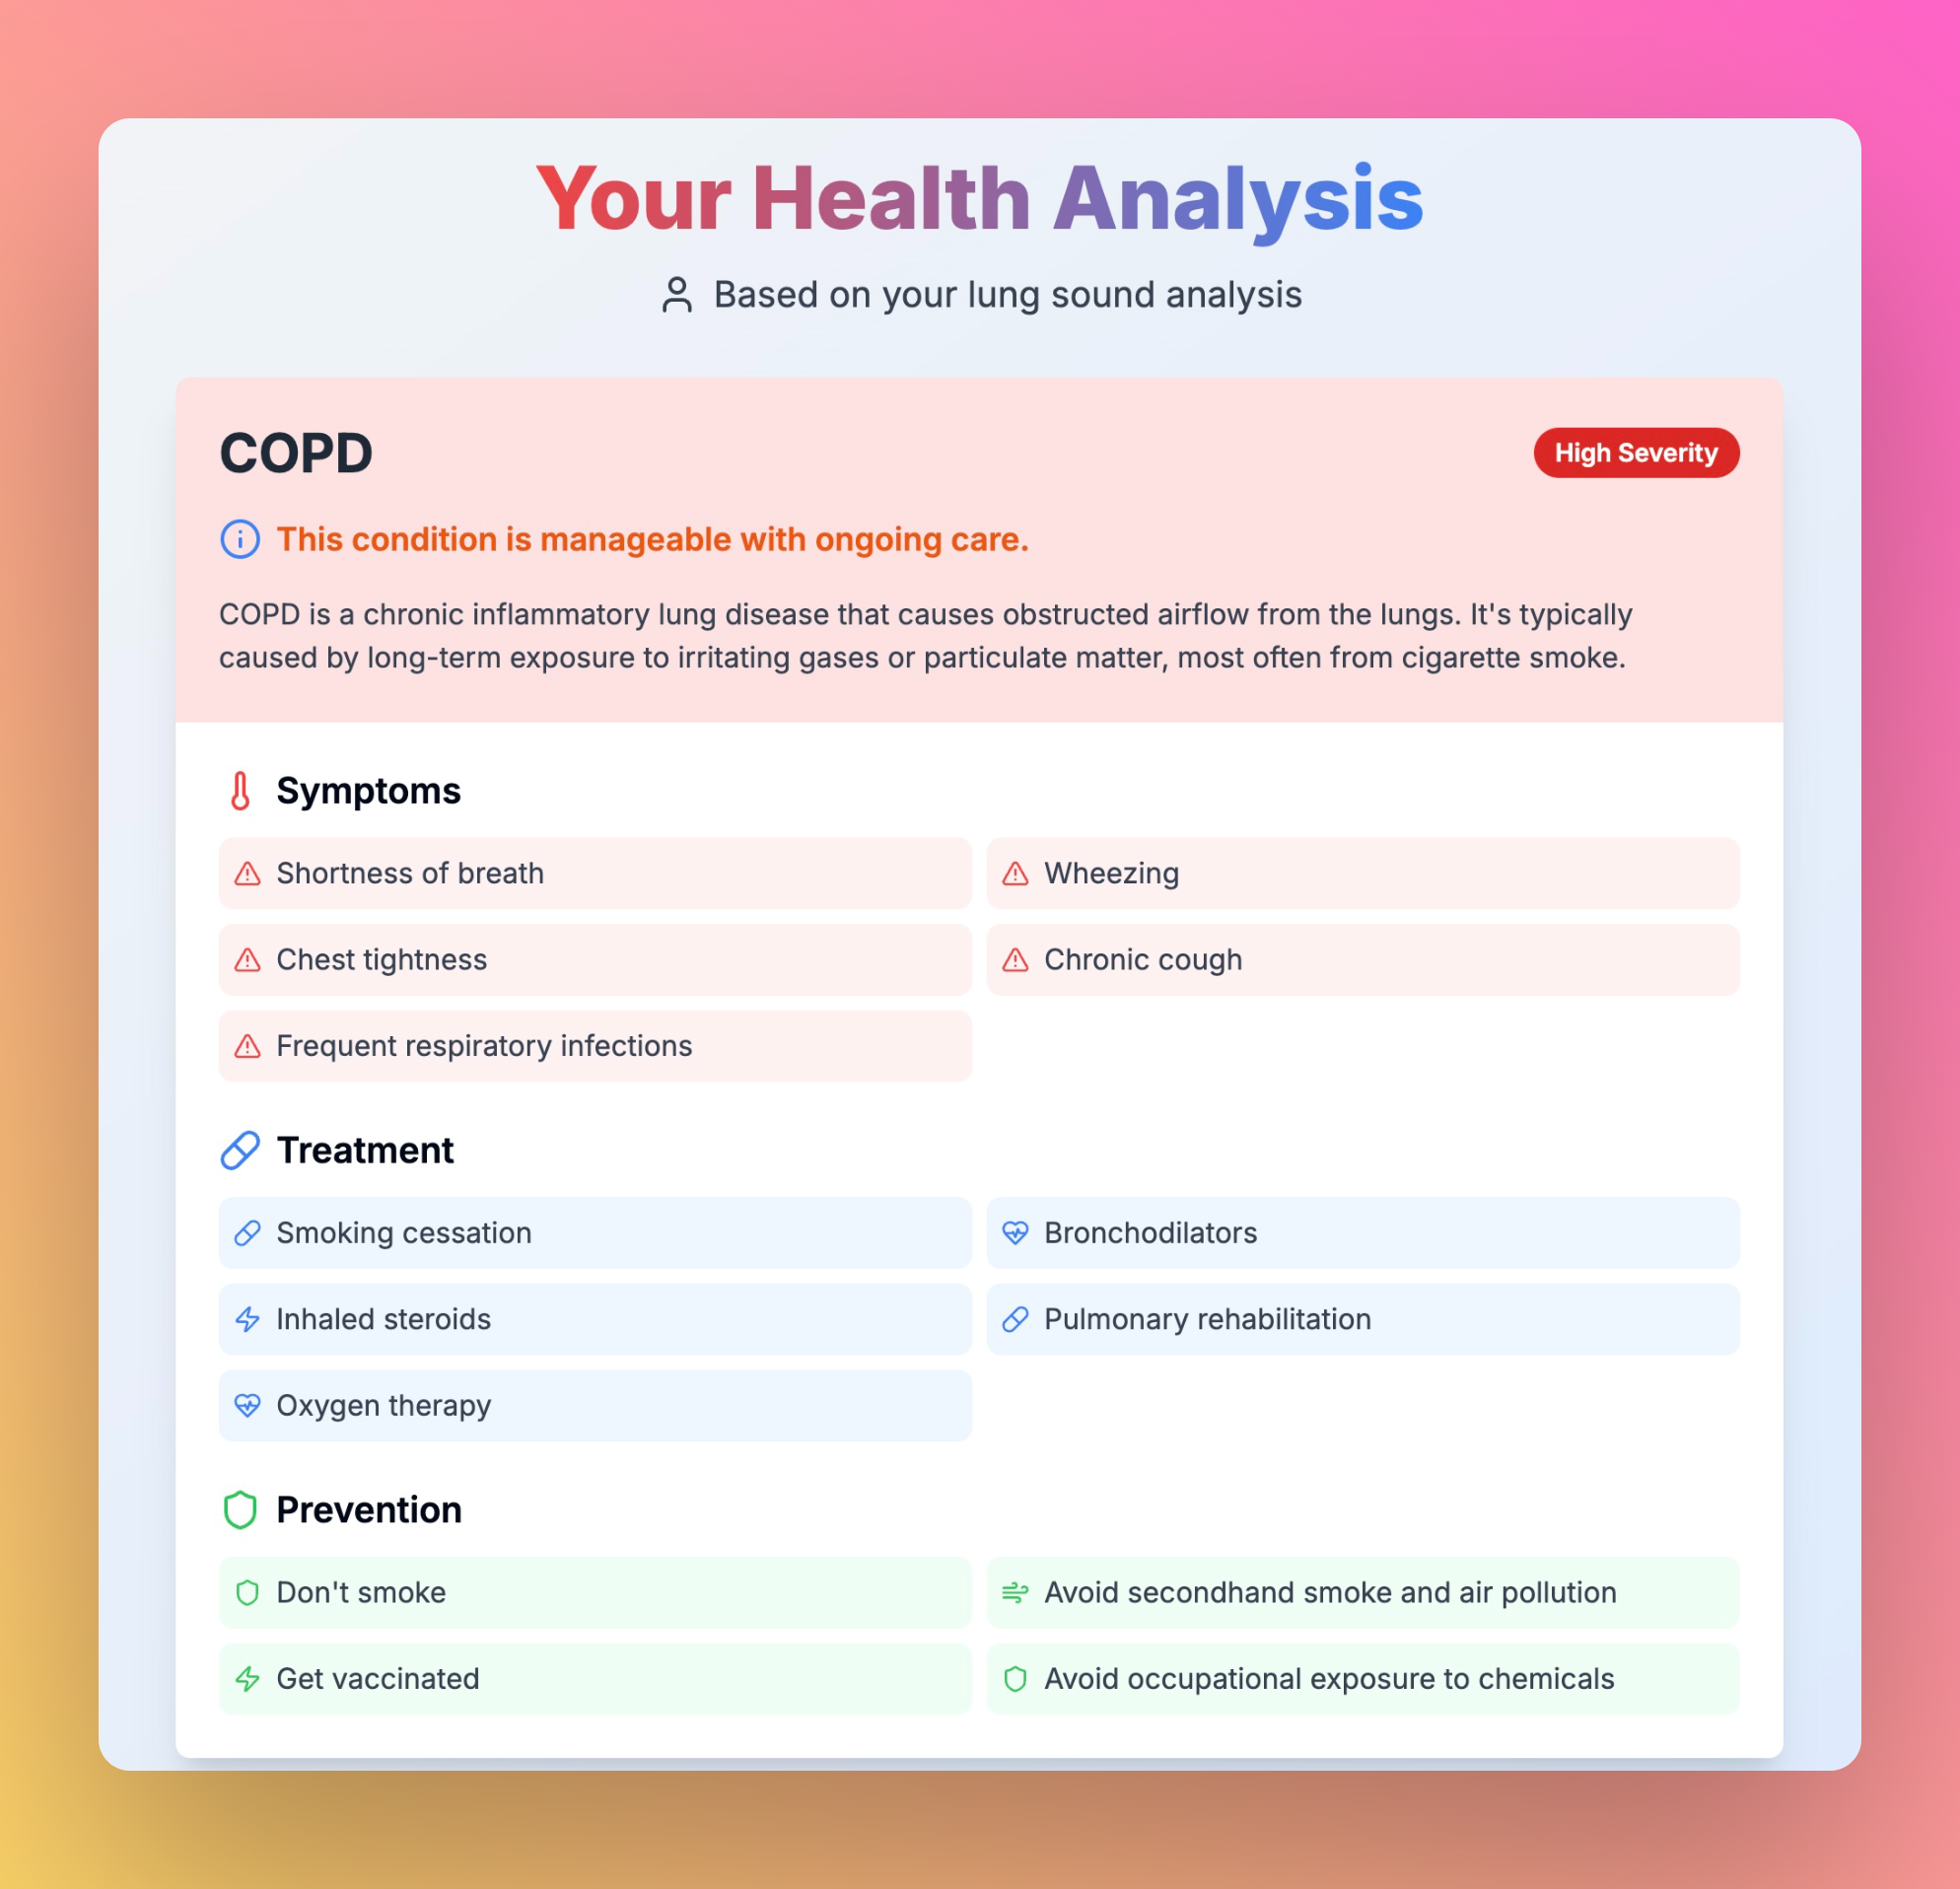 Your Health Analysis
Based on your lung sound analysis
COPD
High Severity
This condition is manageable with ongoing care.
COPD is a chronic inflammatory lung disease that causes obstructed airflow from the lungs. It's typically
caused by long-term exposure to irritating gases or particulate matter, most often from cigarette smoke.
Symptoms
Shortness of breath
Wheezing
Chest tightness
Chronic cough
Frequent respiratory infections
Treatment
Smoking cessation
Bronchodilators
Inhaled steroids
Pulmonary rehabilitation
Oxygen therapy
Prevention
Don't smoke
Avoid secondhand smoke and air pollution
Get vaccinated
Avoid occupational exposure to chemicals